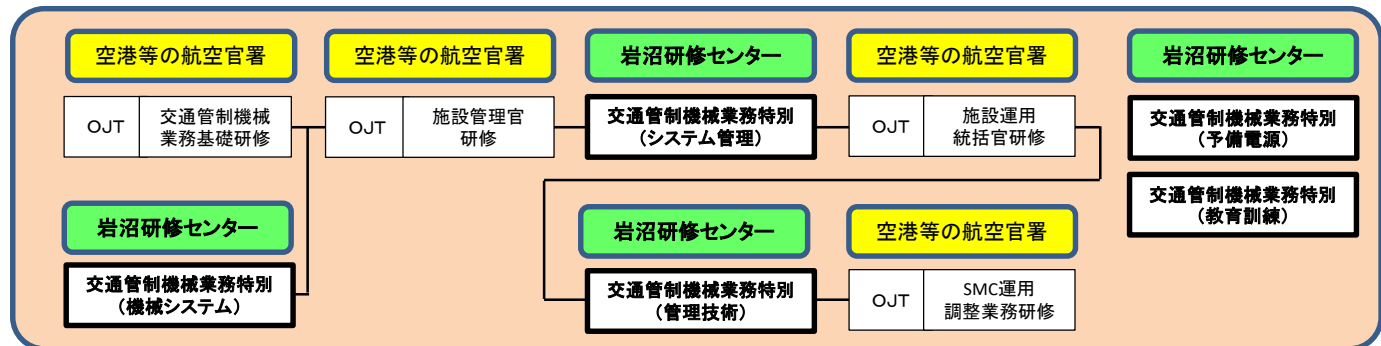 空港等の航空官署
空港等の航空官署
岩沼研修センター
空港等の航空官署
岩沼研修センター
OJT
交通管制機械
業務基礎研修
OJT
施設管理官
研修
交通管制機械業務特別
（システム管理）
OJT
施設運用
統括官研修
交通管制機械業務特別
（予備電源）
交通管制機械業務特別
（教育訓練）
岩沼研修センター
岩沼研修センター
空港等の航空官署
交通管制機械業務特別
（機械システム）
交通管制機械業務特別
（管理技術）
OJT
SMC運用
調整業務研修